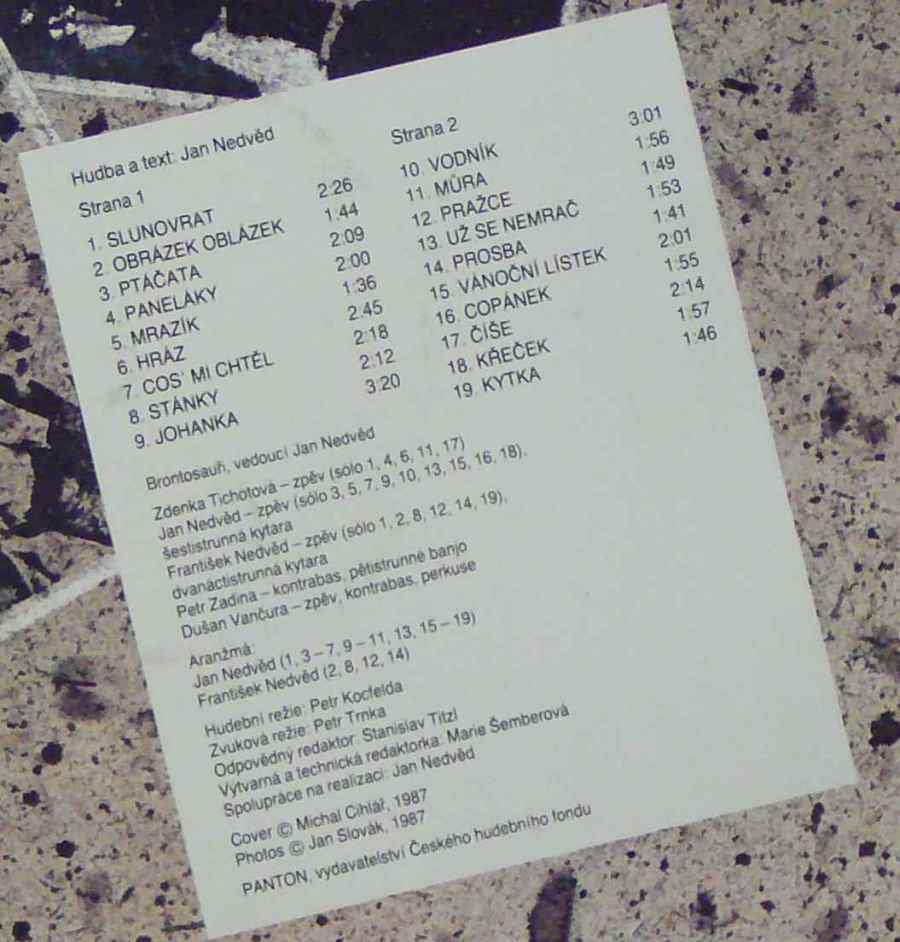 Hudba a text: Jan Nedvěd
Strana 1
1. SLUNOVRAT 2:26
2. OBRÁZEK OBLÁZEK 1:44
3. PTÁČATA 2:09
4. PANELÁKY 2:00
5. MRAZÍK 1:36
6. HRÁZ 2:45
7. COS' MI CHTĚL 2:18
8. STÁNKY 2:12
9. JOHANKA 3:20
Strana 2
10. VODNÍK 3:01
11. MŮRA 1:56
12. PRAŽCE 1:49
13. UŽ SE NEMRAČ 1:53
14. PROSBA 1:41
15. VÁNOČNÍ LÍSTEK 2:01
16. COPÁNEK 1:55
17. ČÍŠE 2:14
18. KŘEČEK 1:57
19. KYTKA 1:46
Brontosauři, vedoucí Jan Nedvěd
Zdenka Tichotová – zpěv (sólo 1, 4, 6, 11, 17)
Jan Nedvěd – zpěv (sólo 3, 5, 7, 9, 10, 13, 15, 16, 18),
šestistrunná kytara
František Nedvěd – zpěv (sólo 1, 2, 8, 12, 14, 19),
dvanáctistrunná kytara
Petr Zadina – kontrabas, pětistrunné banjo
Dušan Vančura – zpěv, kontrabas, perkuse
Aranžmá:
Jan Nedvěd (1, 3 – 7, 9 – 11, 13, 15 – 19)
František Nedvěd (2, 8, 12, 14)
Hudební režie: Petr Kocfelda
Zvuková režie: Petr Trnka
Odpovědný redaktor: Stanislav Titzl
Výtvarná a technická redaktorka: Marie Šemberová
Spolupráce na realizaci: Jan Nedvěd
Cover © Michal Cihlář, 1987
Photos © Jan Slovák, 1987
PANTON, vydavatelství Českého hudebního fondu